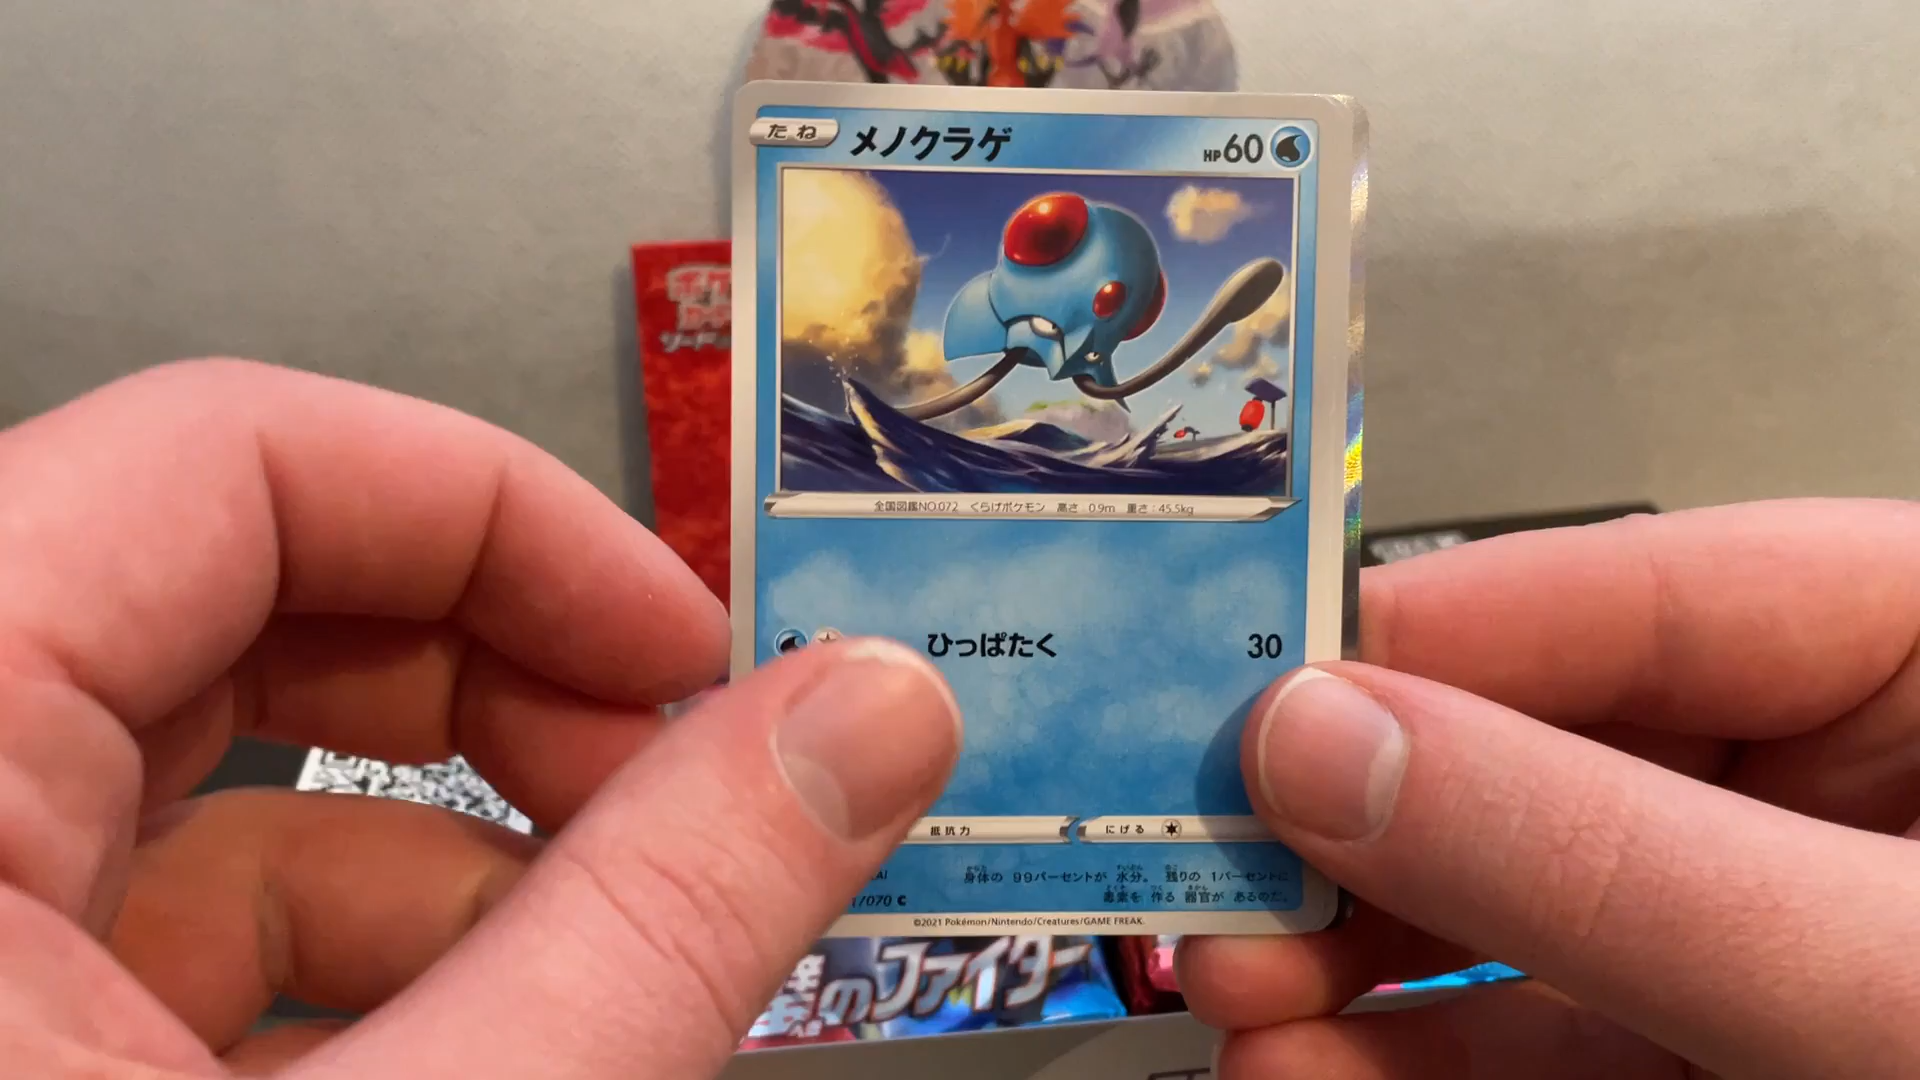 たね メノクラゲ HP60
全国図鑑NO.072 くらげポケモン 高さ:0.9m 重さ:45.5kg
ひっぱたく 30
抵抗力 にげる
身体の 99パーセントが 水分。 残りの 1パーセントに
毒素を 作る 器官が あるのだ。
/070 C
©2021 Pokémon/Nintendo/Creatures/GAME FREAK.
のファイター